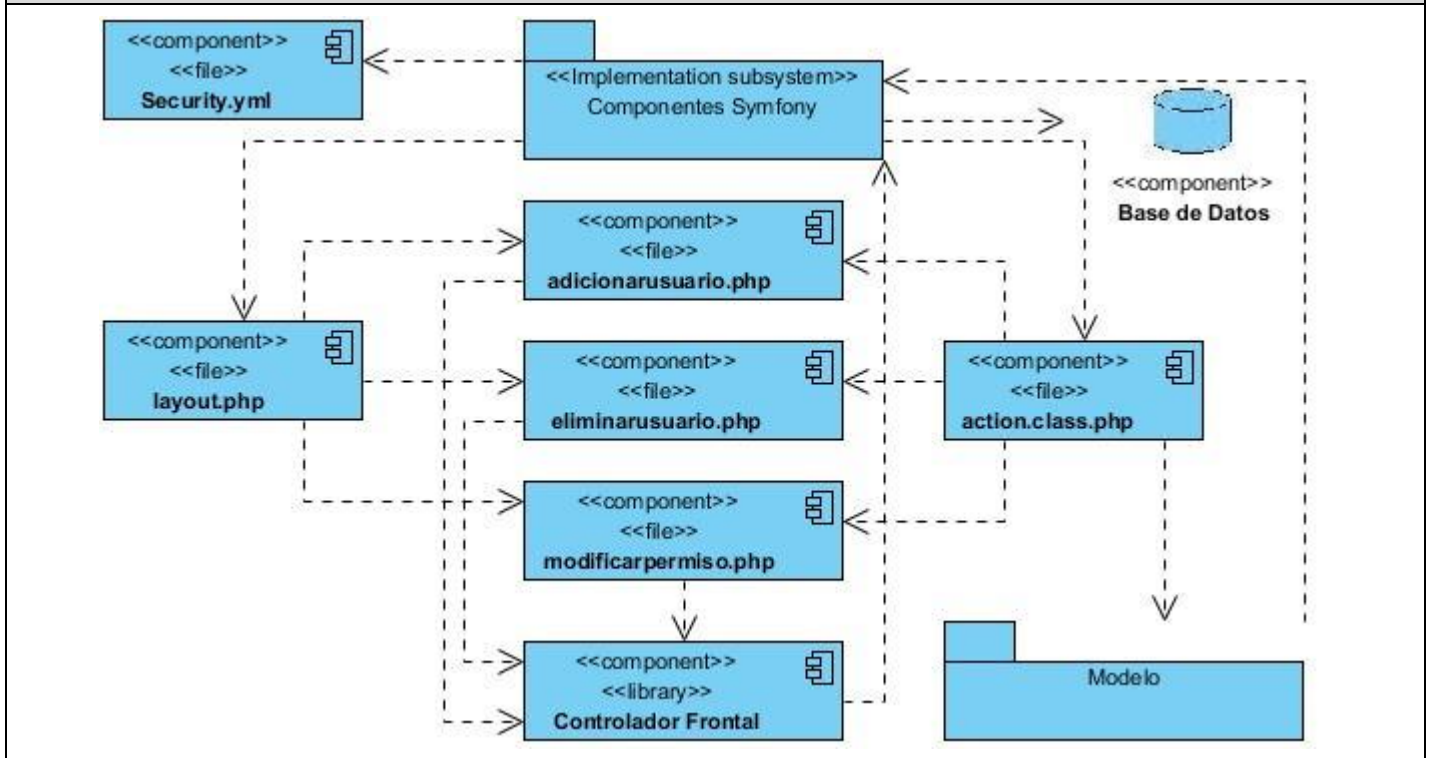 <<component>>
<<file>>
Security.yml
<<Implementation subsystem>>
Componentes Symfony
<<component>>
Base de Datos
<<component>>
<<file>>
adicionarusuario.php
<<component>>
<<file>>
layout.php
<<component>>
<<file>>
eliminarusuario.php
<<component>>
<<file>>
action.class.php
<<component>>
<<file>>
modificarpermiso.php
<<component>>
<<library>>
Controlador Frontal
Modelo